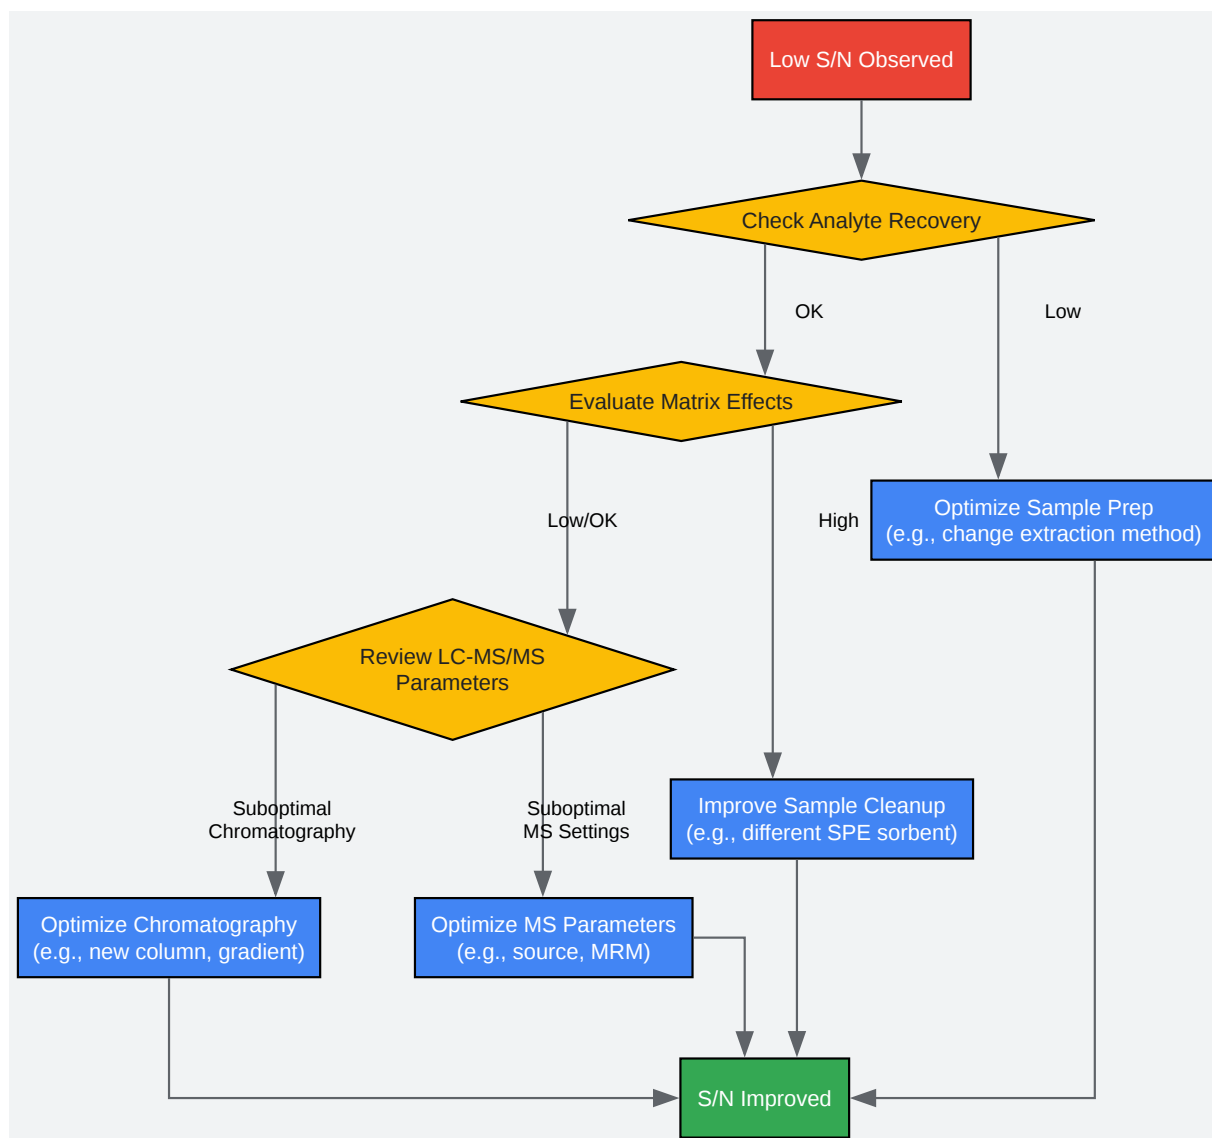 Low S/N Observed
Check Analyte Recovery
OK
Low
Evaluate Matrix Effects
Low/OK
High
Optimize Sample Prep
(e.g., change extraction method)
Review LC-MS/MS
Parameters
Suboptimal
Chromatography
Suboptimal
MS Settings
Improve Sample Cleanup
(e.g., different SPE sorbent)
Optimize Chromatography
(e.g., new column, gradient)
Optimize MS Parameters
(e.g., source, MRM)
S/N Improved